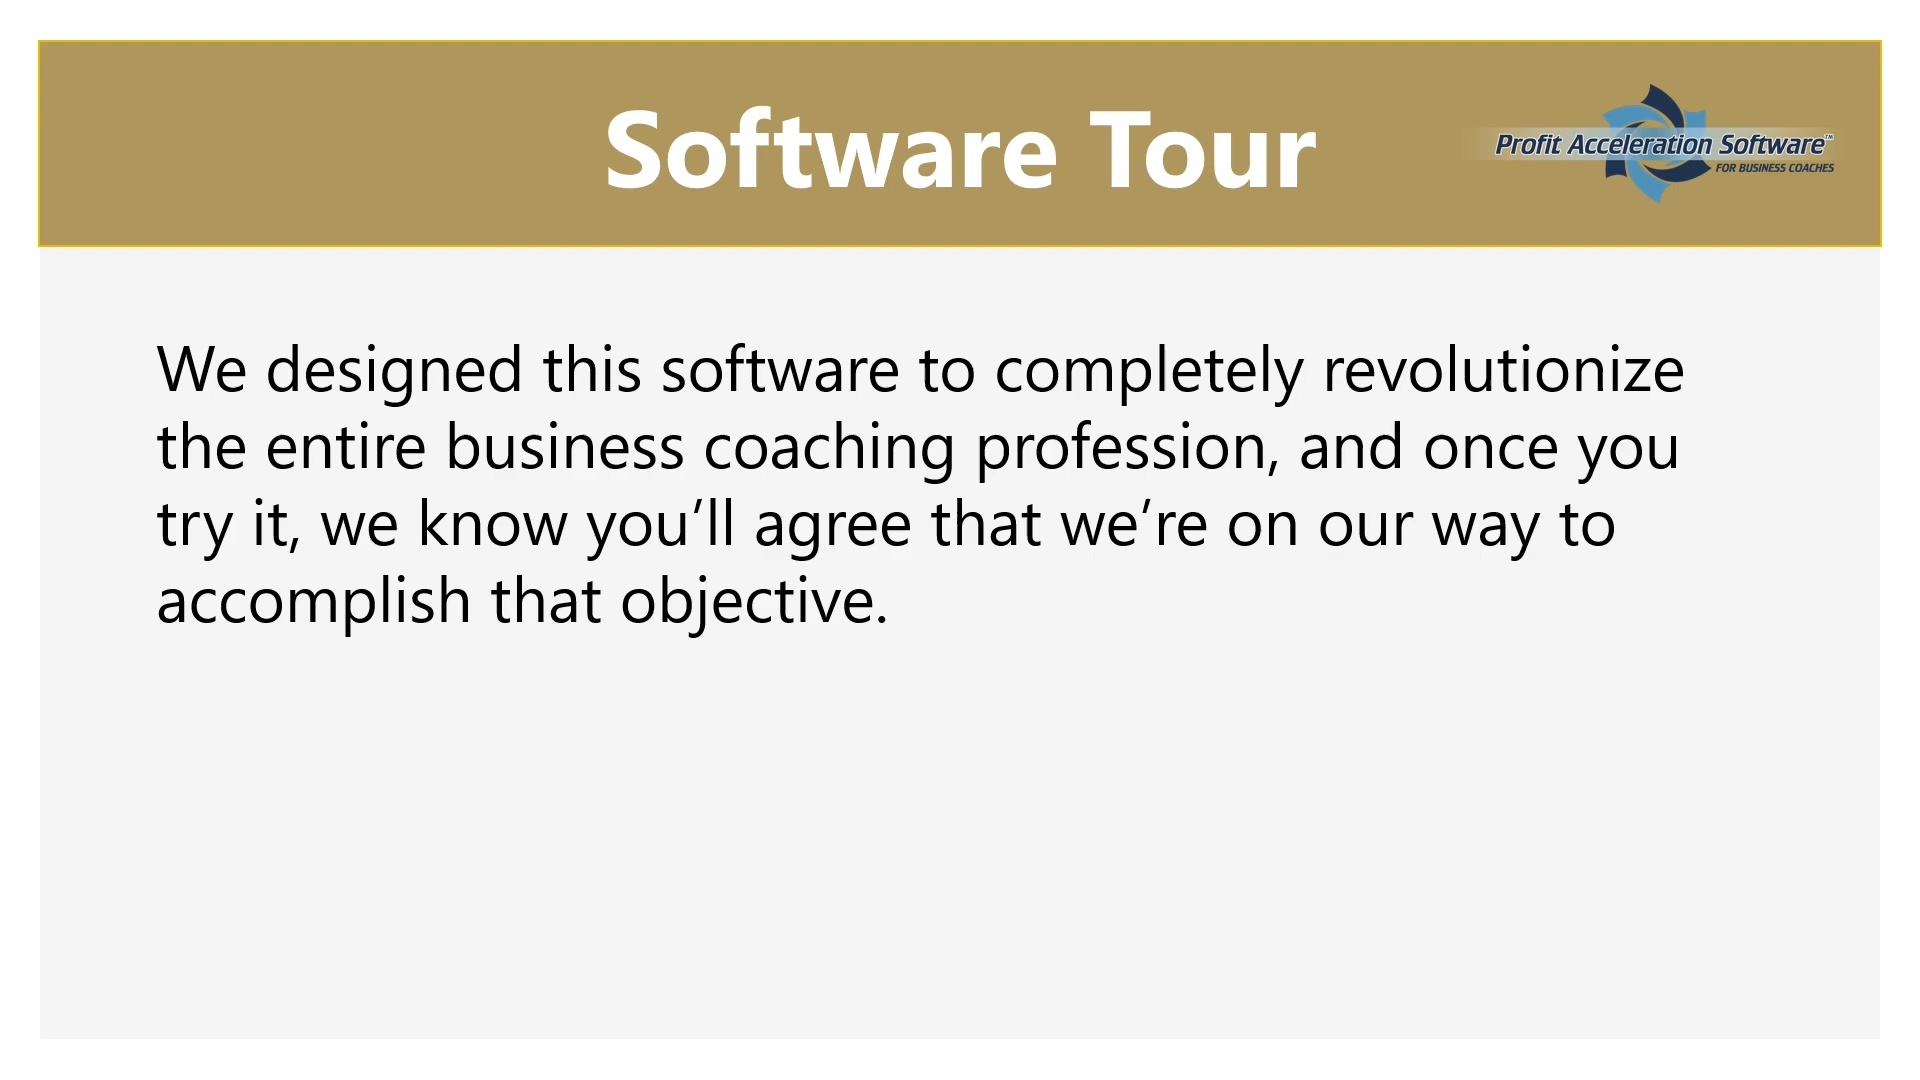 Software Tour
Profit Acceleration Software™
FOR BUSINESS COACHES
We designed this software to completely revolutionize
the entire business coaching profession, and once you
try it, we know you’ll agree that we’re on our way to
accomplish that objective.